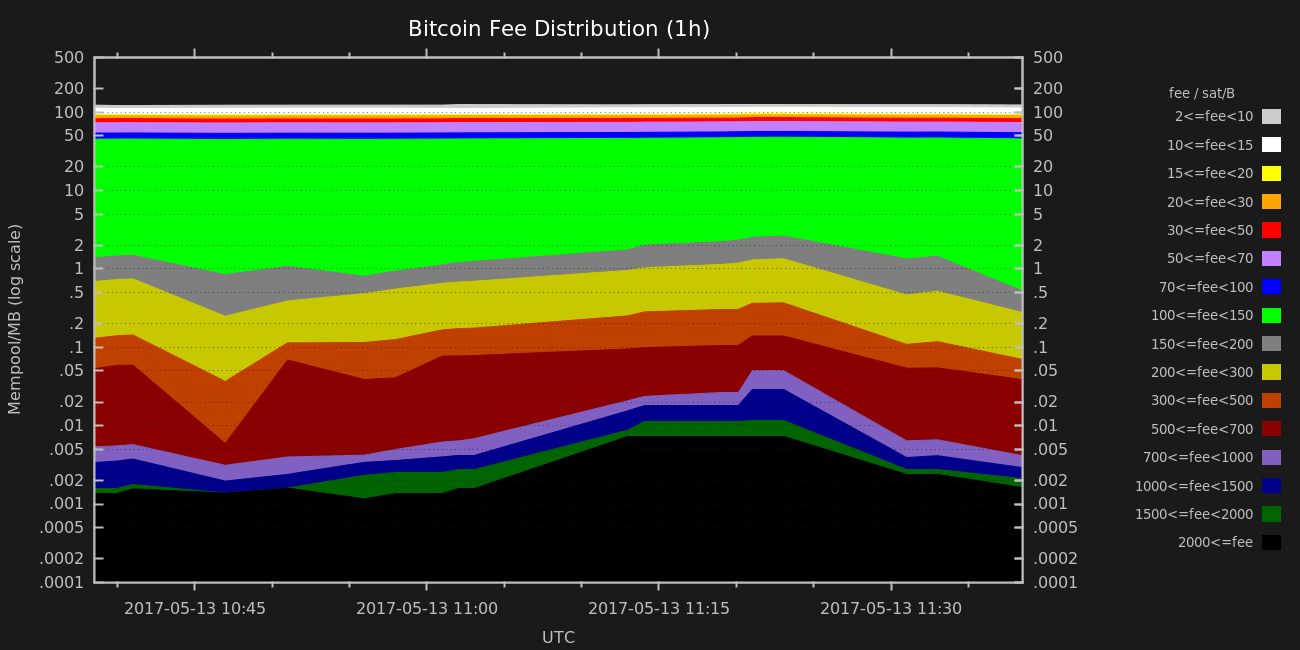 Bitcoin Fee Distribution (1h)
Mempool/MB (log scale)
500
200
100
50
20
10
5
2
1
.5
.2
.1
.05
.02
.01
.005
.002
.001
.0005
.0002
.0001
500
200
100
50
20
10
5
2
1
.5
.2
.1
.05
.02
.01
.005
.002
.001
.0005
.0002
.0001
2017-05-13 10:45
2017-05-13 11:00
2017-05-13 11:15
2017-05-13 11:30
UTC
fee / sat/B
2<=fee<10
10<=fee<15
15<=fee<20
20<=fee<30
30<=fee<50
50<=fee<70
70<=fee<100
100<=fee<150
150<=fee<200
200<=fee<300
300<=fee<500
500<=fee<700
700<=fee<1000
1000<=fee<1500
1500<=fee<2000
2000<=fee